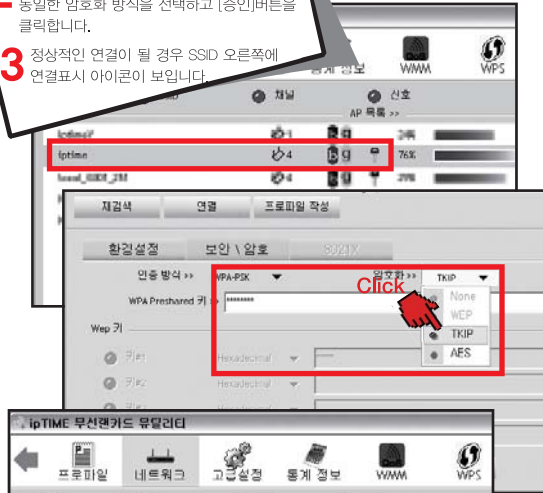 동일한 암호화 방식을 선택하고 [승인]버튼을
클릭합니다.
3 정상적인 연결이 될 경우 SSID 오른쪽에
연결표시 아이콘이 보입니다.
통계 정보 WMM WPS
채널 신호
AP 목록 >>
iptime 4 b g 76%
4 b g
재검색 연결 프로파일 작성
환경설정 보안 \ 암호 802.1X
인증 방식 >> WPA-PSK 암호화 >> TKIP
WPA Preshared 키 >> ********
Click
None
WEP
TKIP
AES
Wep 키
키#1 Hexadecimal
키#2 Hexadecimal
ipTIME 무선랜카드 유틸리티
프로파일 네트워크 고급설정 통계 정보 WMM WPS